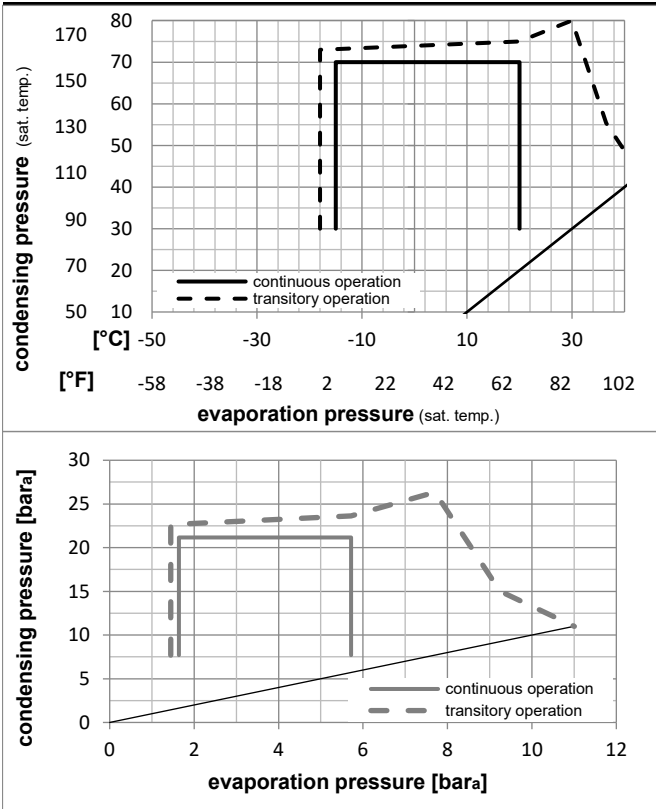 170 80
150 70
130 60
110 50
90 40
70 30
20
50 10
condensing pressure (sat. temp.)
continuous operation
transitory operation
[°C] -50 -30 -10 10 30
[°F] -58 -38 -18 2 22 42 62 82 102
evaporation pressure (sat. temp.)
30
25
20
15
10
5
0
condensing pressure [bara]
continuous operation
transitory operation
0 2 4 6 8 10 12
evaporation pressure [bara]